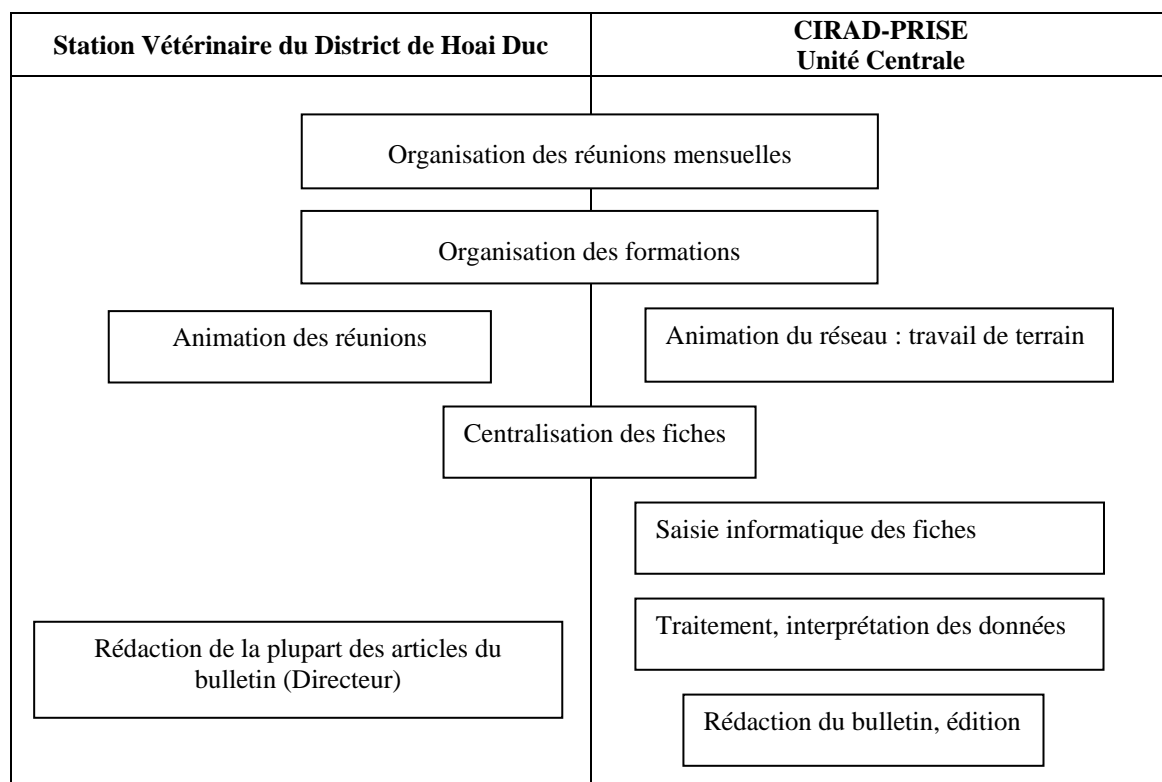 Station Vétérinaire du District de Hoai Duc
CIRAD-PRISE
Unité Centrale
Organisation des réunions mensuelles
Organisation des formations
Animation des réunions
Animation du réseau : travail de terrain
Centralisation des fiches
Saisie informatique des fiches
Traitement, interprétation des données
Rédaction de la plupart des articles du
bulletin (Directeur)
Rédaction du bulletin, édition